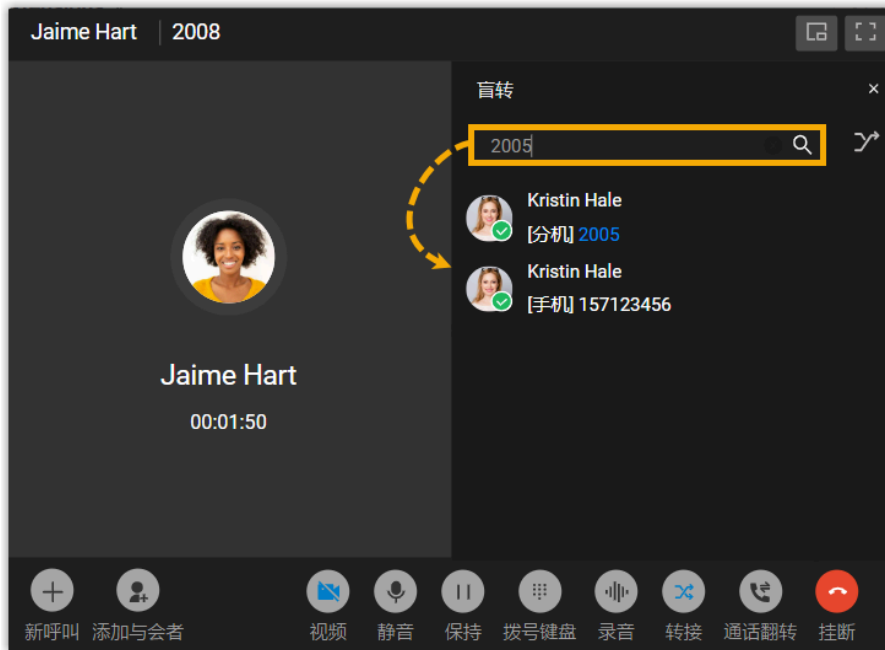 Jaime Hart 2008
盲转
2005
Kristin Hale
[分机] 2005
Kristin Hale
[手机] 157123456
Jaime Hart
00:01:50
新呼叫 添加与会者 视频 静音 保持 拨号键盘 录音 转接 通话翻转 挂断